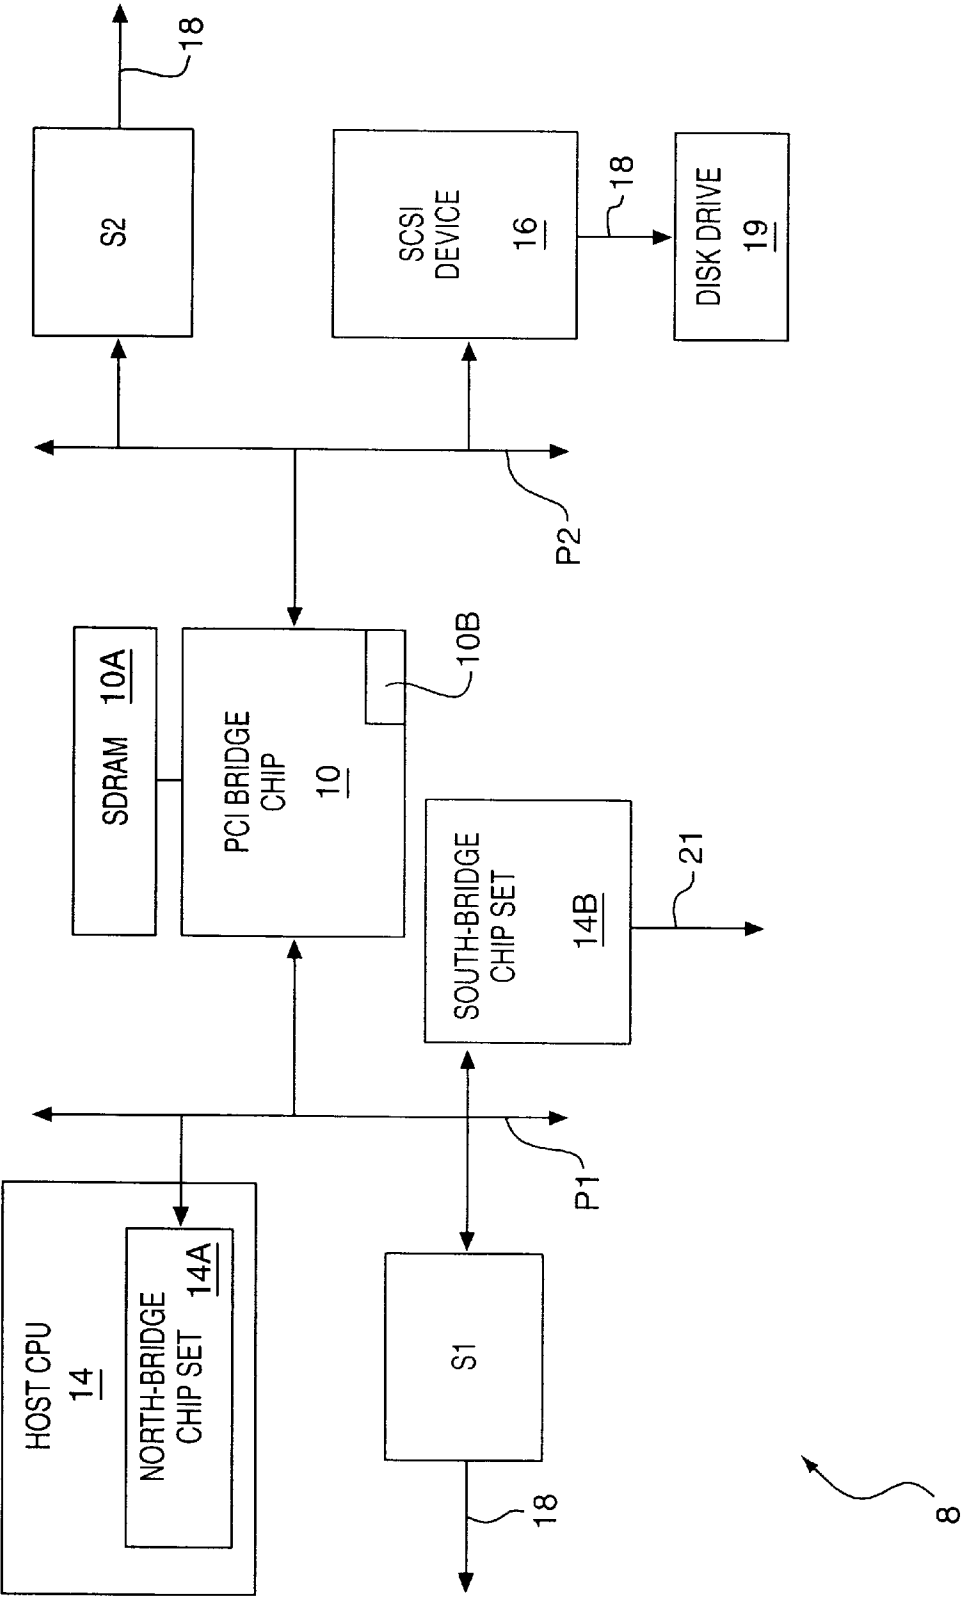 HOST CPU
14
NORTH-BRIDGE
CHIP SET
14A
S1
18
P1
SDRAM
10A
PCI BRIDGE
CHIP
10
10B
SOUTH-BRIDGE
CHIP SET
14B
21
P2
S2
18
SCSI
DEVICE
16
18
DISK DRIVE
19
8